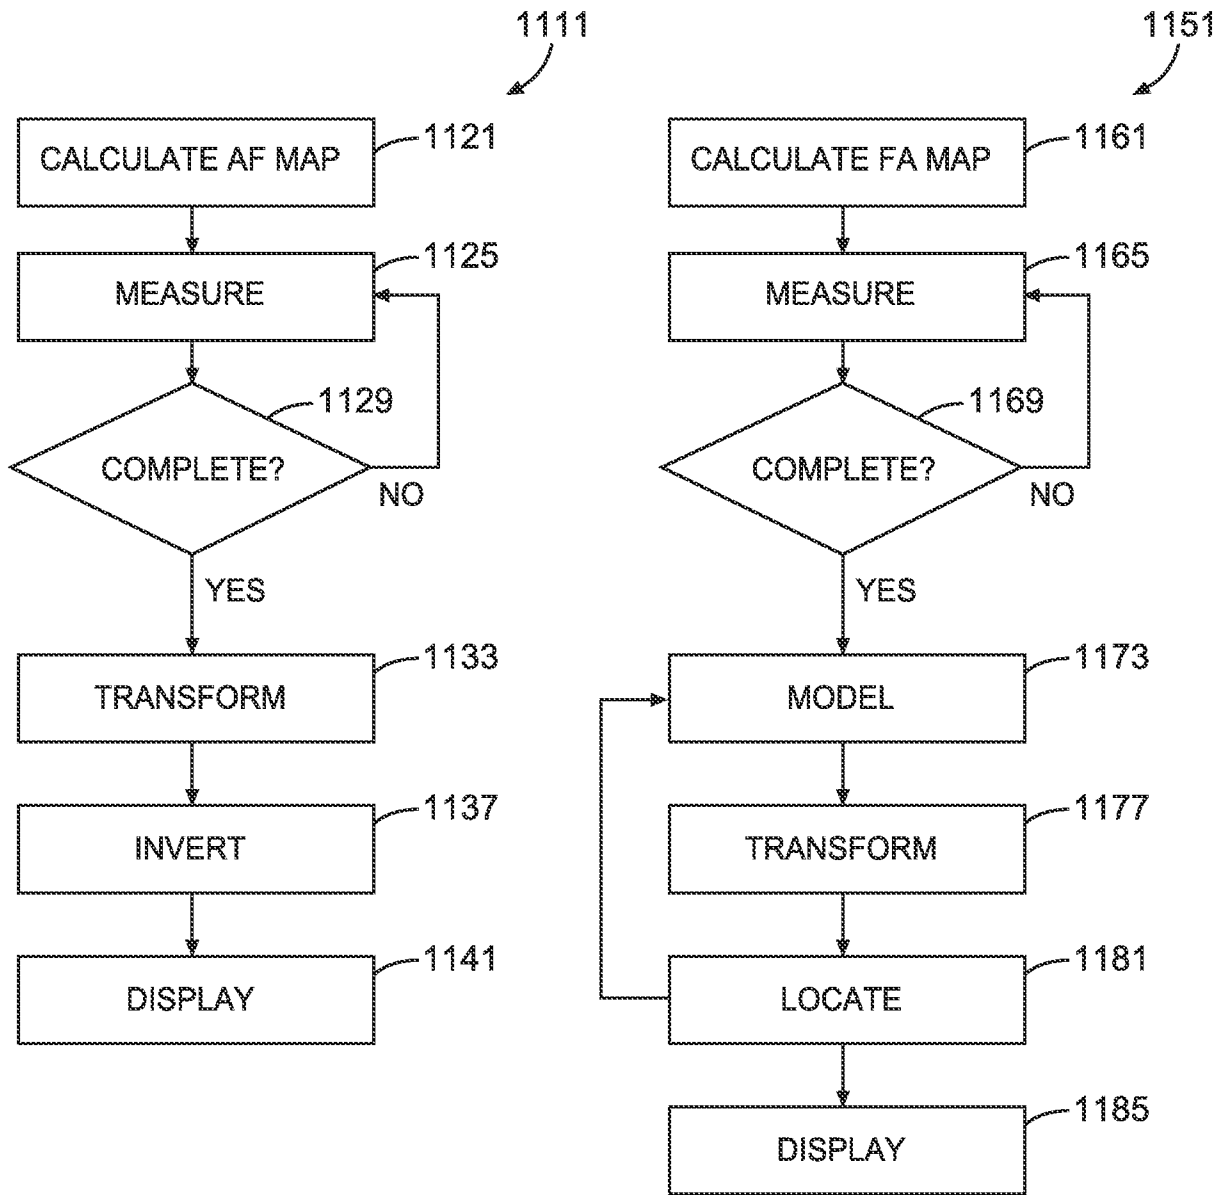 1111
CALCULATE AF MAP
1121
MEASURE
1125
COMPLETE?
1129
NO
YES
TRANSFORM
1133
INVERT
1137
DISPLAY
1141
1151
CALCULATE FA MAP
1161
MEASURE
1165
COMPLETE?
1169
NO
YES
MODEL
1173
TRANSFORM
1177
LOCATE
1181
DISPLAY
1185